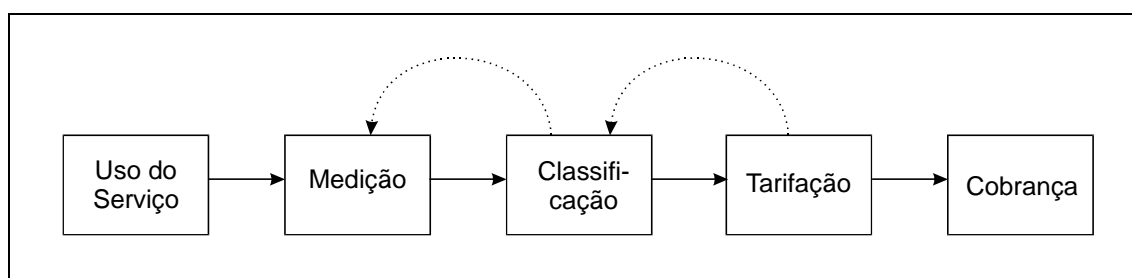 Uso do
Serviço
Medição
Classifi-
cação
Tarifação
Cobrança